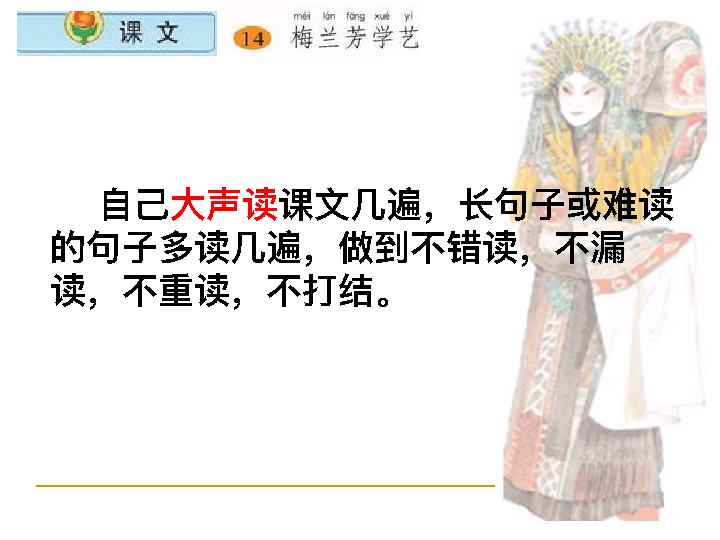 méi lán fāng xué yì
课文 14 梅兰芳学艺
自己大声读课文几遍，长句子或难读
的句子多读几遍，做到不错读，不漏
读，不重读，不打结。